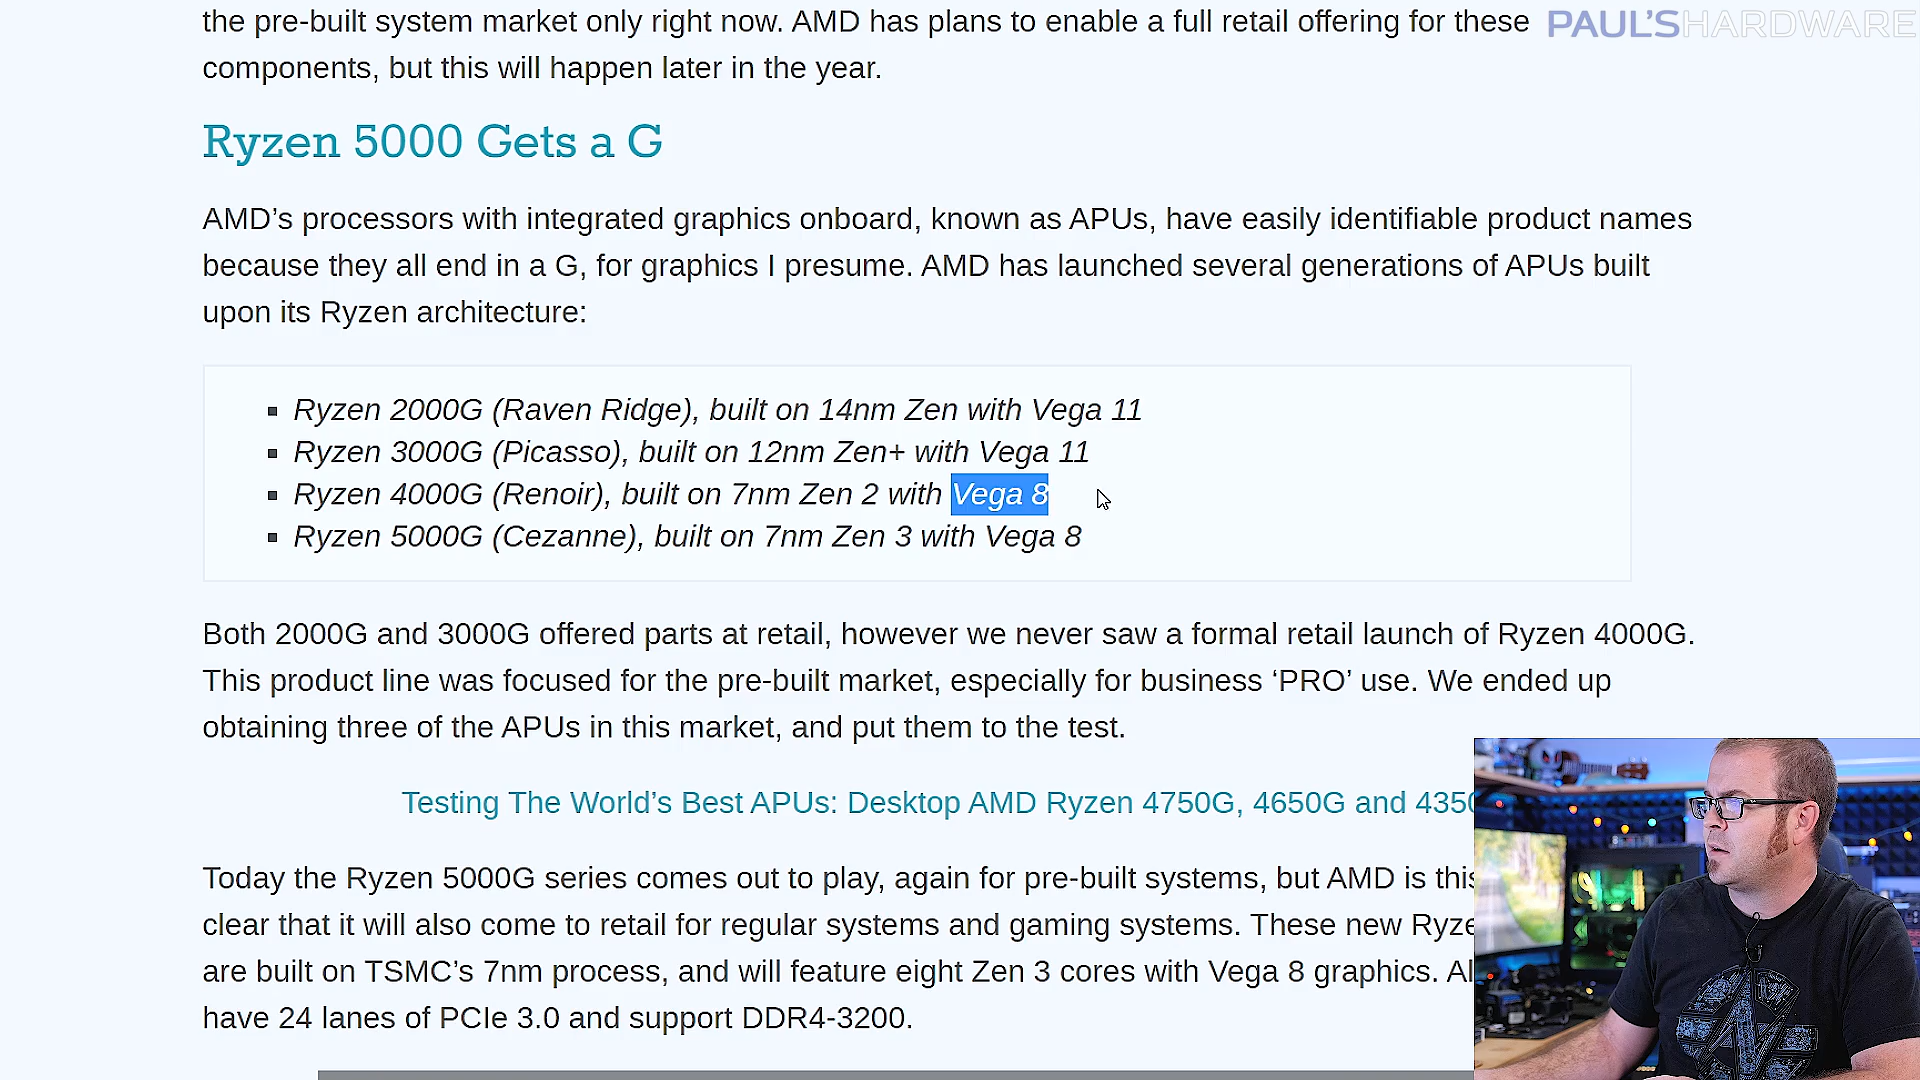 the pre-built system market only right now. AMD has plans to enable a full retail offering for these
PAUL'SHARDWARE
components, but this will happen later in the year.
Ryzen 5000 Gets a G
AMD’s processors with integrated graphics onboard, known as APUs, have easily identifiable product names
because they all end in a G, for graphics I presume. AMD has launched several generations of APUs built
upon its Ryzen architecture:
▪ Ryzen 2000G (Raven Ridge), built on 14nm Zen with Vega 11
▪ Ryzen 3000G (Picasso), built on 12nm Zen+ with Vega 11
▪ Ryzen 4000G (Renoir), built on 7nm Zen 2 with Vega 8
▪ Ryzen 5000G (Cezanne), built on 7nm Zen 3 with Vega 8
Both 2000G and 3000G offered parts at retail, however we never saw a formal retail launch of Ryzen 4000G.
This product line was focused for the pre-built market, especially for business ‘PRO’ use. We ended up
obtaining three of the APUs in this market, and put them to the test.
Testing The World’s Best APUs: Desktop AMD Ryzen 4750G, 4650G and 4350
Today the Ryzen 5000G series comes out to play, again for pre-built systems, but AMD is this
clear that it will also come to retail for regular systems and gaming systems. These new Ryze
are built on TSMC’s 7nm process, and will feature eight Zen 3 cores with Vega 8 graphics. Al
have 24 lanes of PCIe 3.0 and support DDR4-3200.